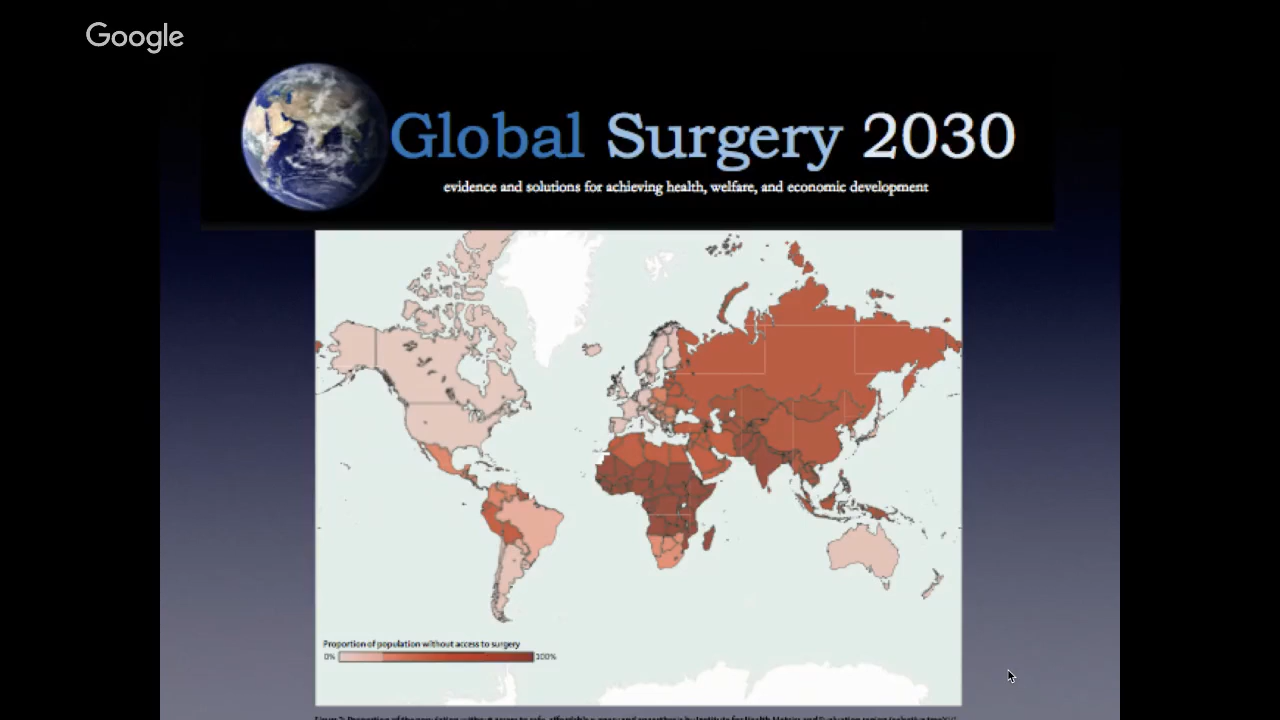 Google
Global Surgery 2030
evidence and solutions for achieving health, welfare, and economic development
Proportion of population without access to surgery
0% 100%